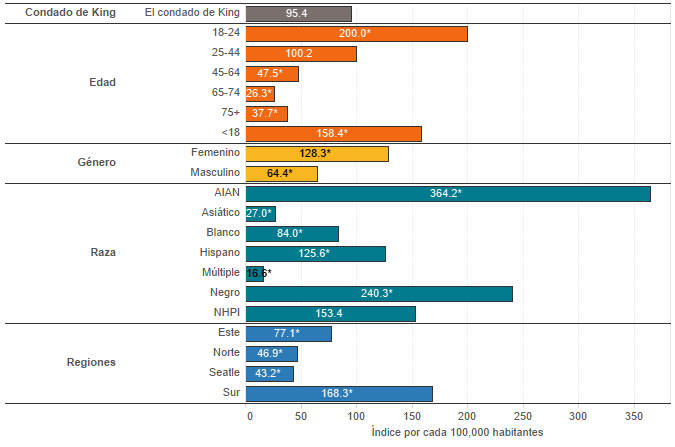 Condado de King El condado de King 95.4
18-24 200.0*
25-44 100.2
45-64 47.5*
Edad
65-74 26.3*
75+ 37.7*
<18 158.4*
Femenino 128.3*
Género
Masculino 64.4*
AIAN 364.2*
Asiático 27.0*
Blanco 84.0*
Raza Hispano 125.6*
Múltiple 16.6*
Negro 240.3*
NHPI 153.4
Este 77.1*
Norte 46.9*
Regiones
Seatle 43.2*
Sur 168.3*
0 50 100 150 200 250 300 350
Índice por cada 100,000 habitantes